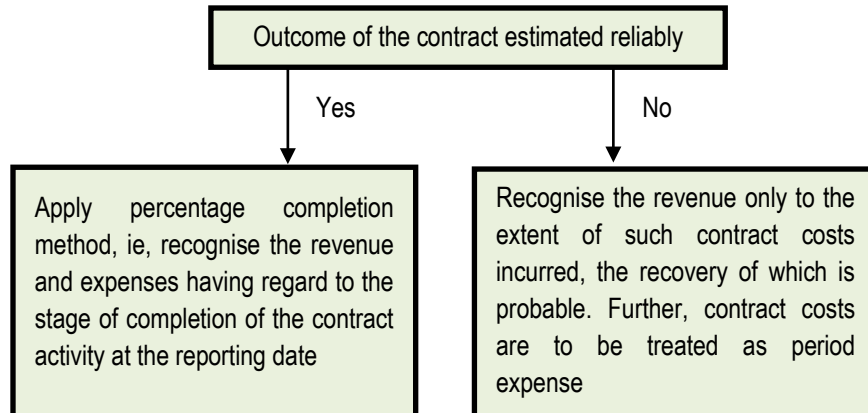 Outcome of the contract estimated reliably
Yes
No
Apply percentage completion
method, ie, recognise the revenue
and expenses having regard to the
stage of completion of the contract
activity at the reporting date
Recognise the revenue only to the
extent of such contract costs
incurred, the recovery of which is
probable. Further, contract costs
are to be treated as period
expense